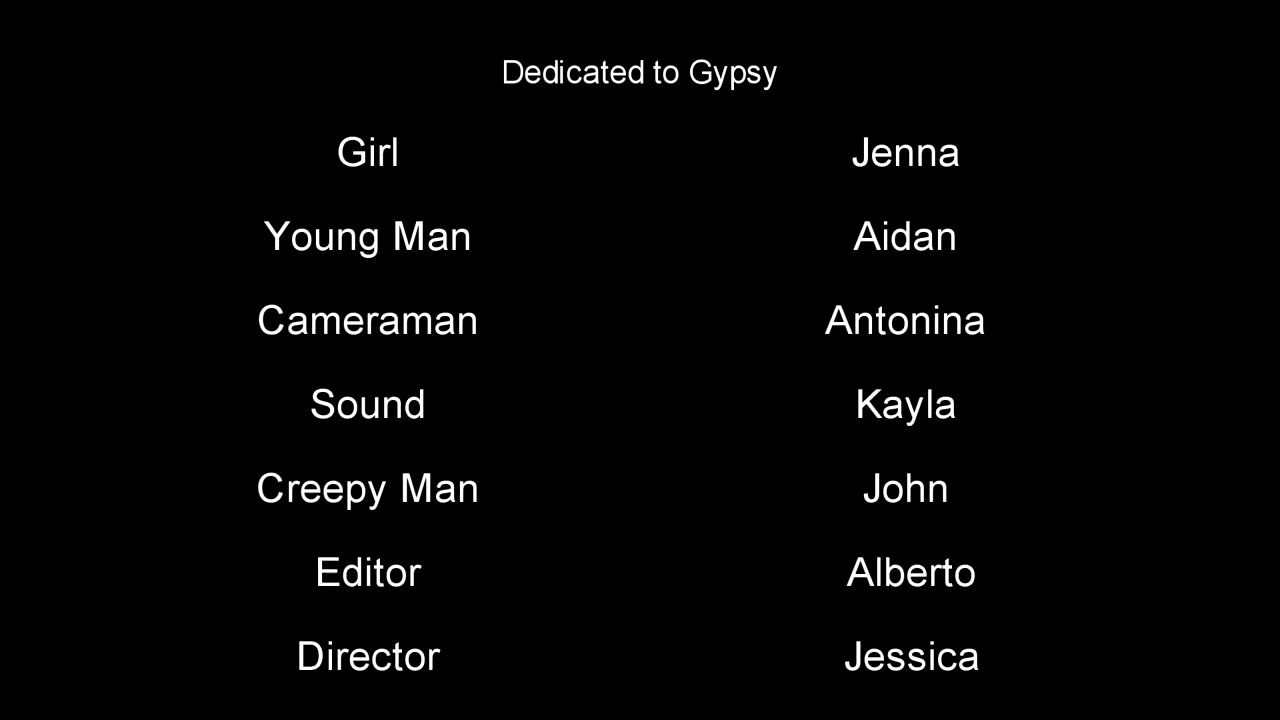 Dedicated to Gypsy
Girl Jenna
Young Man Aidan
Cameraman Antonina
Sound Kayla
Creepy Man John
Editor Alberto
Director Jessica